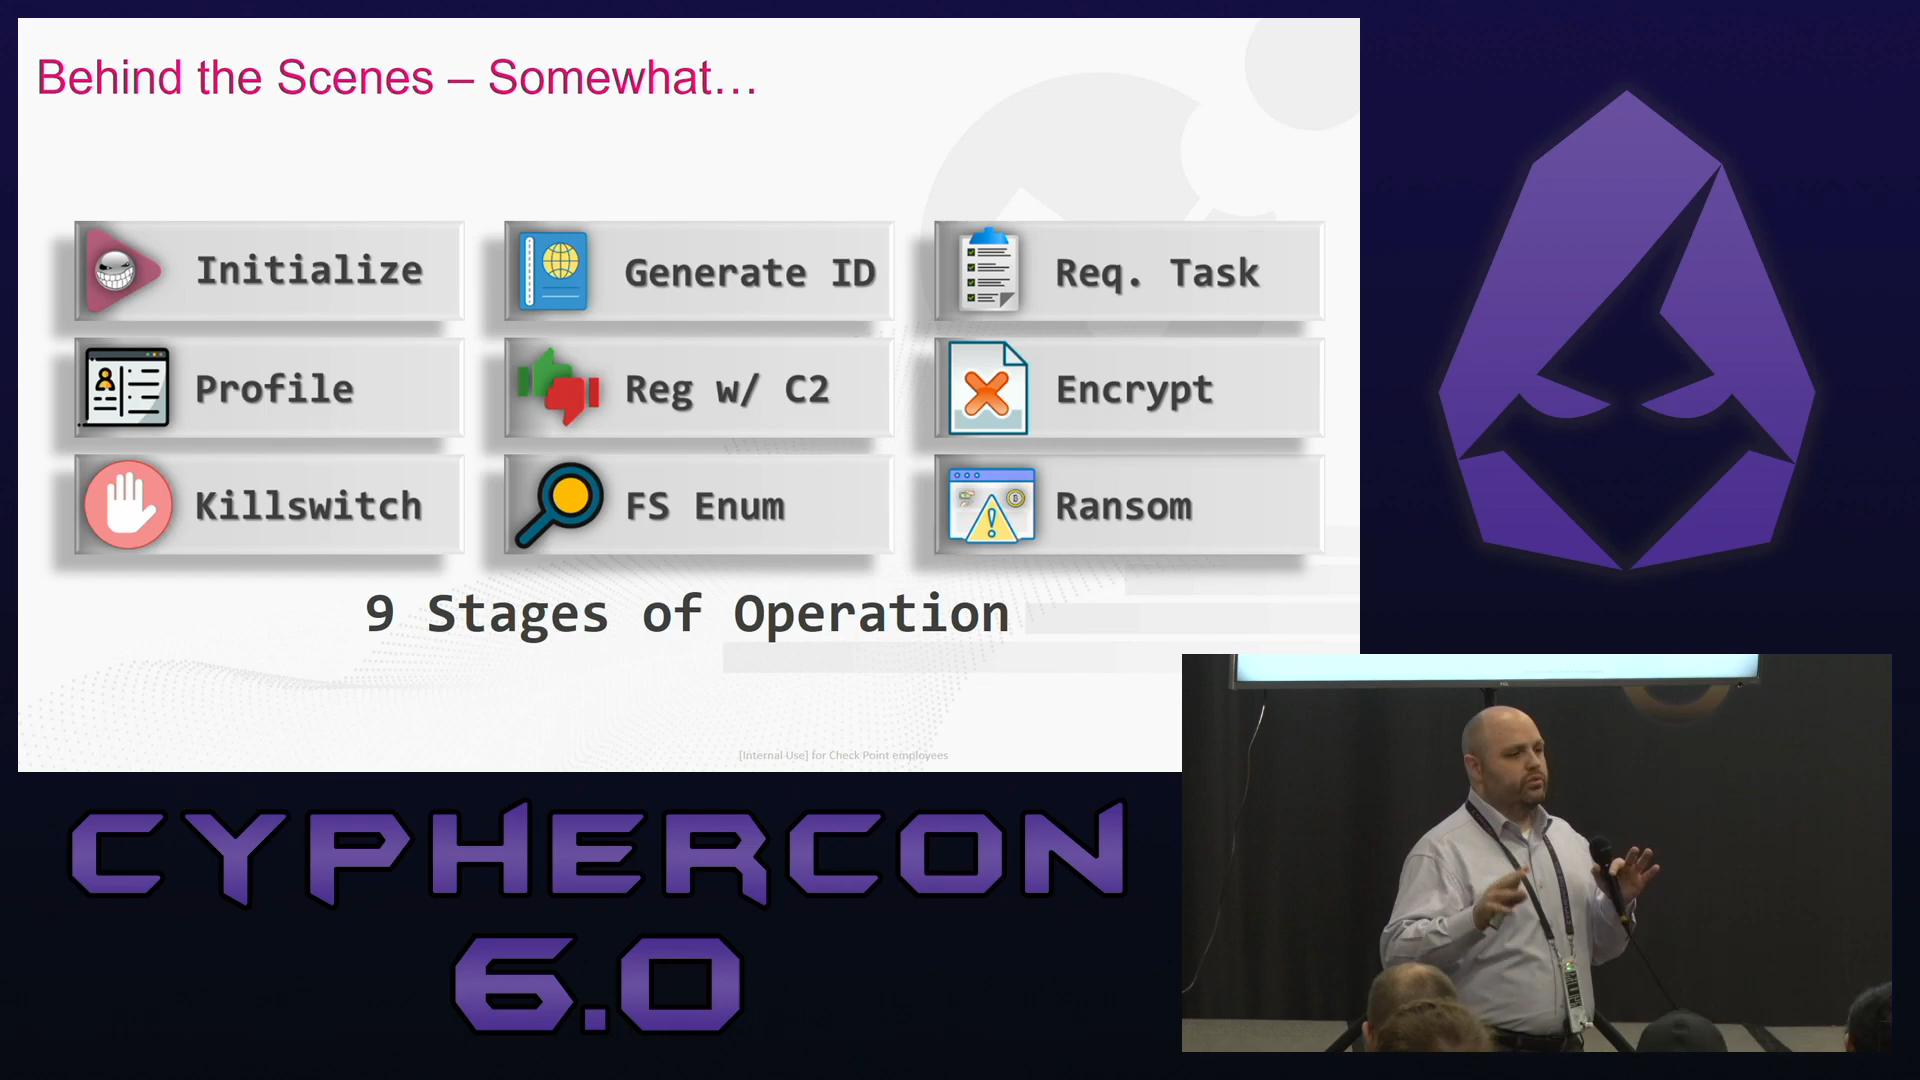 Behind the Scenes – Somewhat...
Initialize
Generate ID
Req. Task
Profile
Reg w/ C2
Encrypt
Killswitch
FS Enum
Ransom
9 Stages of Operation
[Internal Use] for Check Point employees
CYPHERCON
6.0